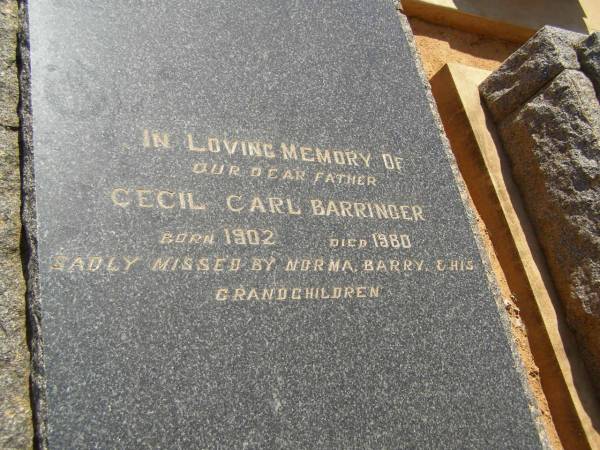 IN LOVING MEMORY OF
OUR DEAR FATHER
CECIL CARL BARRINGER
BORN 1902 DIED 1980
SADLY MISSED BY NORMA, BARRY, & HIS
GRANDCHILDREN